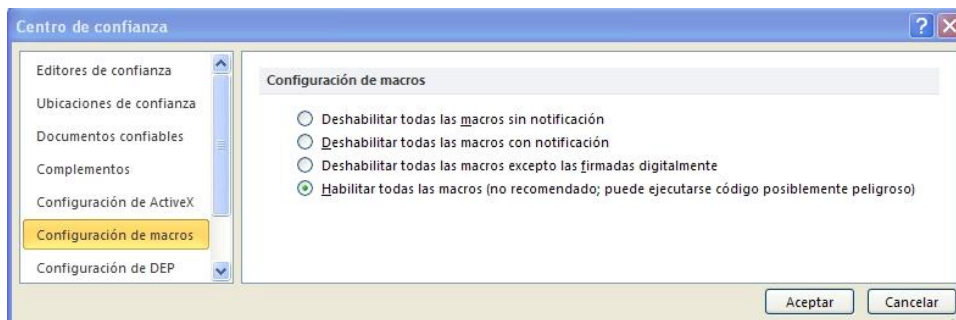 Centro de confianza
Editores de confianza
Ubicaciones de confianza
Documentos confiables
Complementos
Configuración de ActiveX
Configuración de macros
Configuración de DEP
Configuración de macros
Deshabilitar todas las macros sin notificación
Deshabilitar todas las macros con notificación
Deshabilitar todas las macros excepto las firmadas digitalmente
Habilitar todas las macros (no recomendado; puede ejecutarse código posiblemente peligroso)
Aceptar
Cancelar